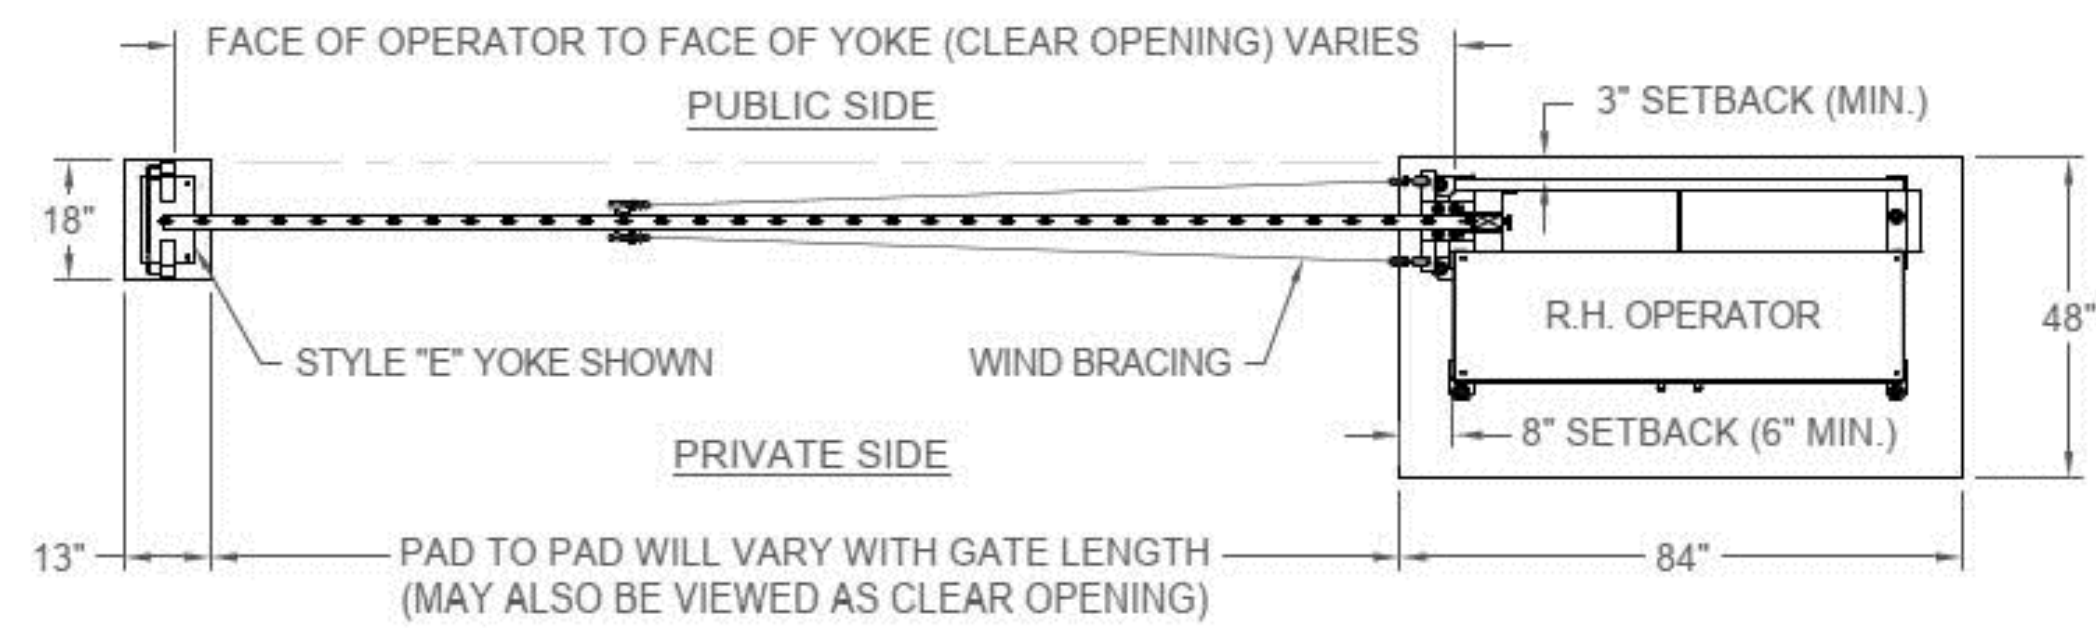 FACE OF OPERATOR TO FACE OF YOKE (CLEAR OPENING) VARIES
PUBLIC SIDE
3" SETBACK (MIN.)
18"
R.H. OPERATOR
48"
STYLE "E" YOKE SHOWN
WIND BRACING
8" SETBACK (6" MIN.)
PRIVATE SIDE
13"
PAD TO PAD WILL VARY WITH GATE LENGTH
(MAY ALSO BE VIEWED AS CLEAR OPENING)
84"